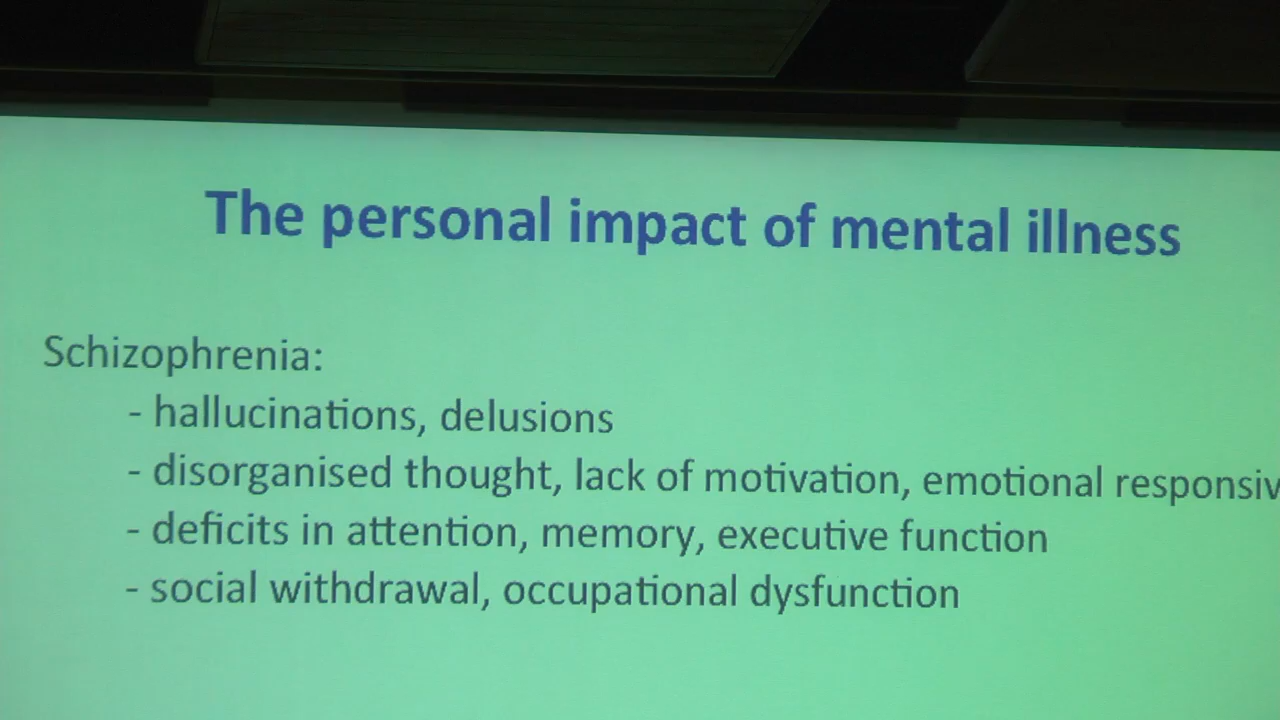 The personal impact of mental illness
Schizophrenia:
- hallucinations, delusions
- disorganised thought, lack of motivation, emotional
- deficits in attention, memory, executive function
- social withdrawal, occupational dysfunction